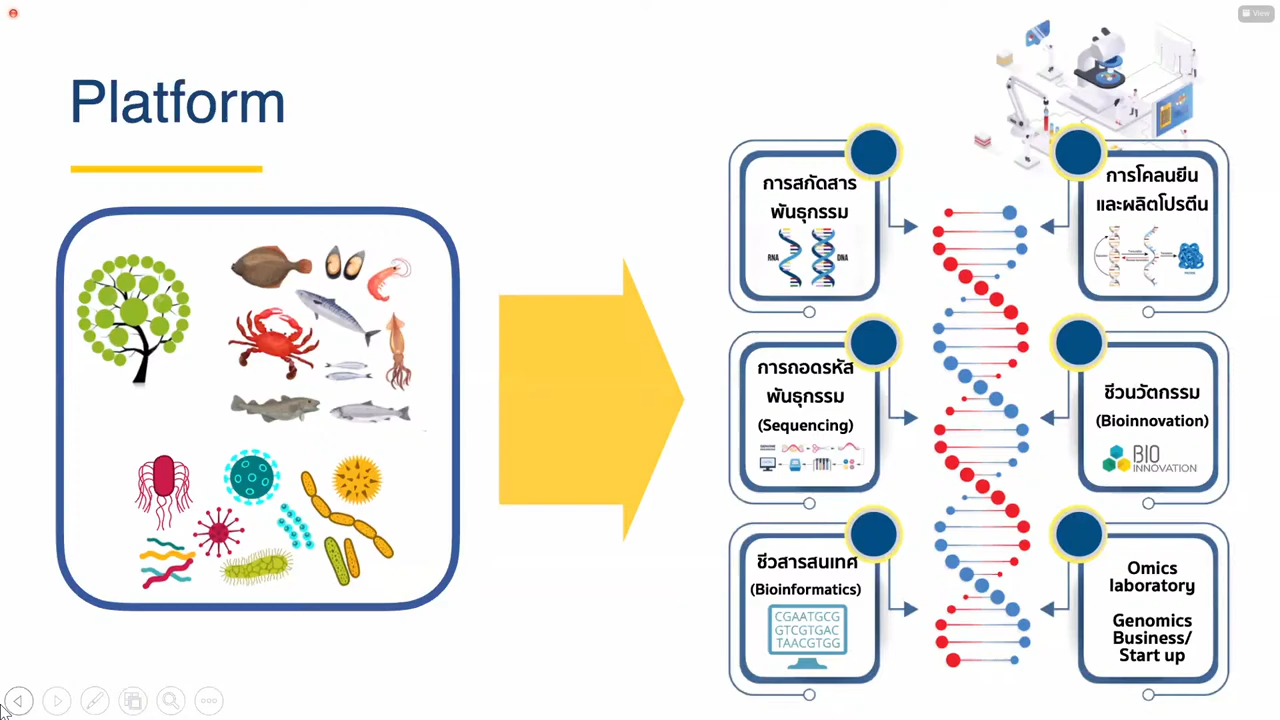 View
Platform
การสกัดสาร
พันธุกรรม
RNA
DNA
การถอดรหัส
พันธุกรรม
(Sequencing)
ชีวสารสนเทศ
(Bioinformatics)
CGAATGCG
GTCGTGAC
TAACGTGG
การโคลนยีน
และผลิตโปรตีน
ชีวนวัตกรรม
(Bioinnovation)
BIO
INNOVATION
Omics
laboratory
Genomics
Business/
Start up